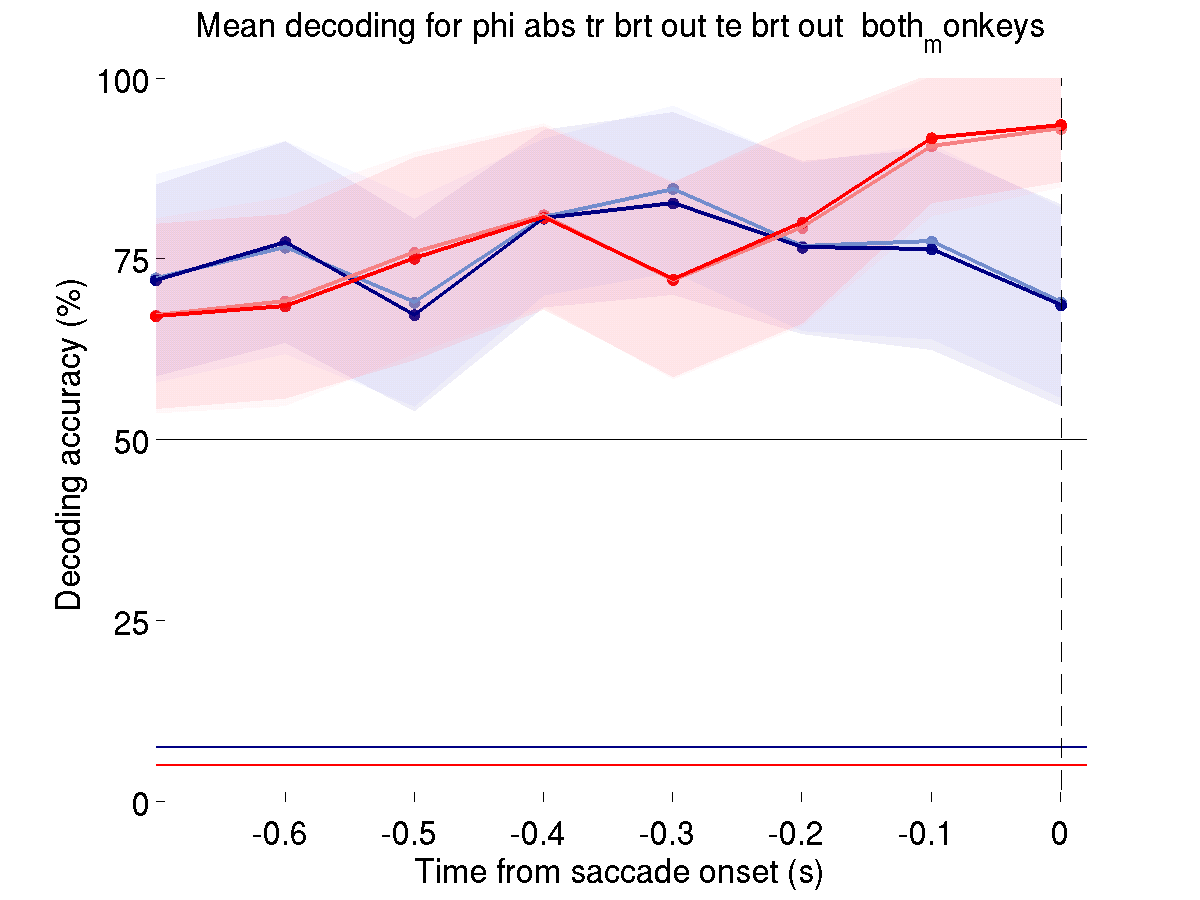 Mean decoding for phi abs tr brt out te brt out both_monkeys
100
75
50
25
0
Decoding accuracy (%)
-0.6 -0.5 -0.4 -0.3 -0.2 -0.1 0
Time from saccade onset (s)